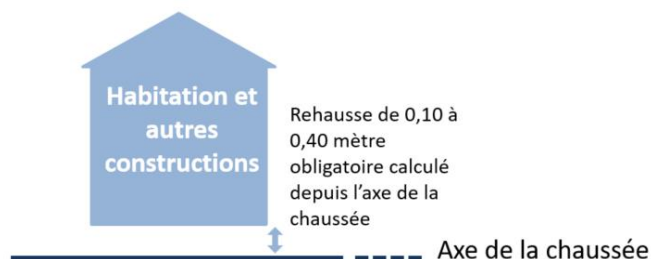 Habitation et
autres
constructions
Rehausse de 0,10 à
0,40 mètre
obligatoire calculé
depuis l'axe de la
chaussée
Axe de la chaussée